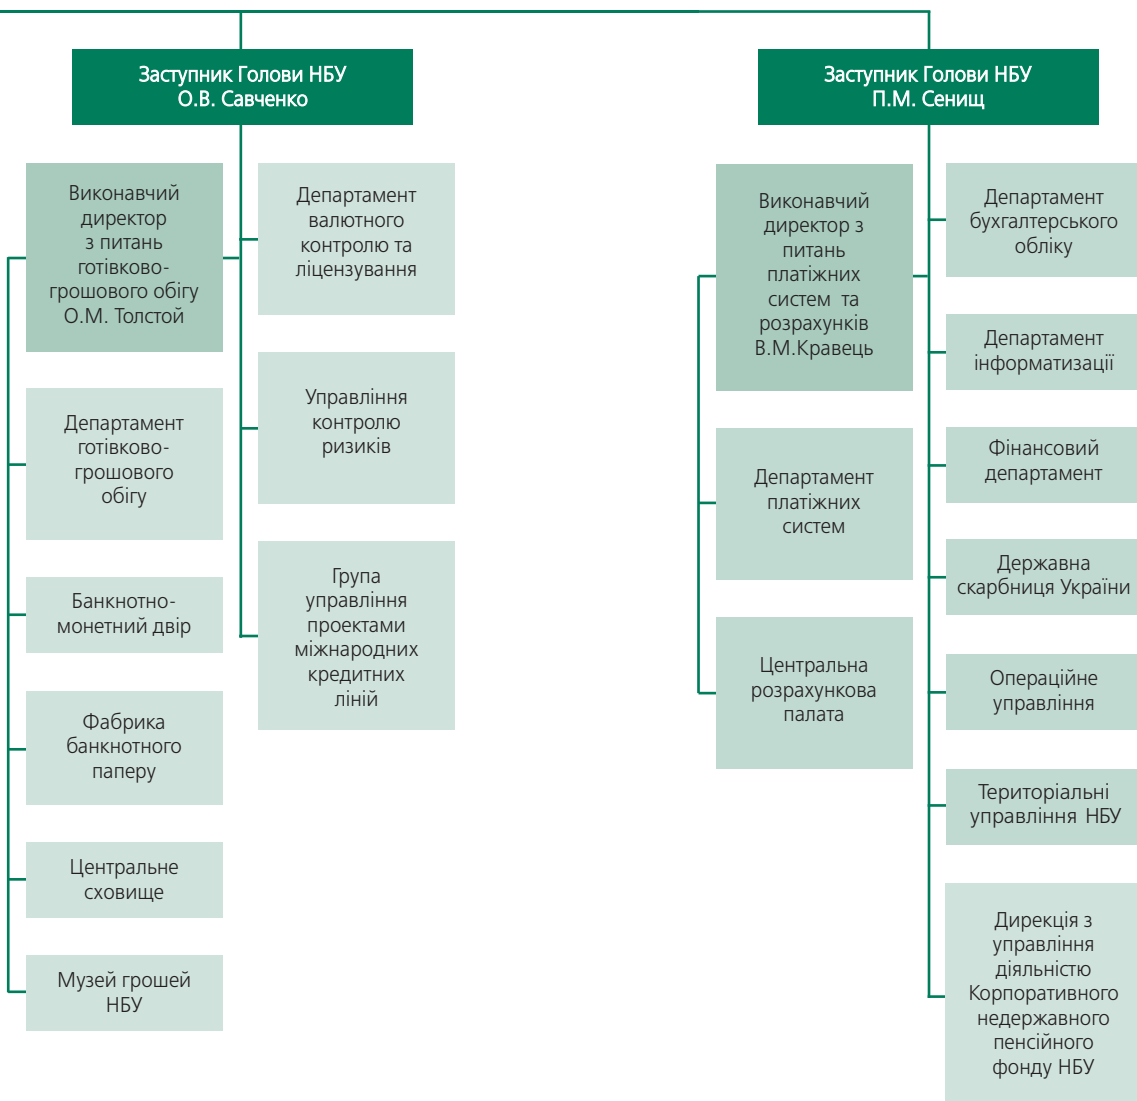 Заступник Голови НБУ
О.В. Савченко
Виконавчий
директор
з питань
готівково-
грошового обігу
О.М. Толстой
Департамент
готівково-
грошового
обігу
Банкнотно-
монетний двір
Фабрика
банкнотного
паперу
Центральне
сховище
Музей грошей
НБУ
Департамент
валютного
контролю та
ліцензування
Управління
контролю
ризиків
Група
управління
проектами
міжнародних
кредитних
ліній
Заступник Голови НБУ
П.М. Сенищ
Виконавчий
директор з
питань
платіжних
систем та
розрахунків
В.М.Кравець
Департамент
платіжних
систем
Центральна
розрахункова
палата
Департамент
бухгалтерського
обліку
Департамент
інформатизації
Фінансовий
департамент
Державна
скарбниця України
Операційне
управління
Територіальні
управління НБУ
Дирекція з
управління
діяльністю
Корпоративного
недержавного
пенсійного
фонду НБУ